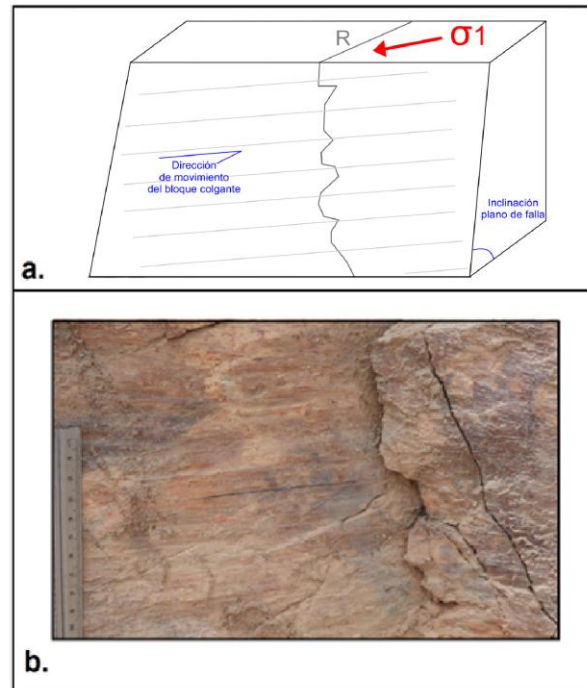 R
σ1
Dirección
de movimiento
del bloque colgante
Inclinación
plano de falla
a.
b.